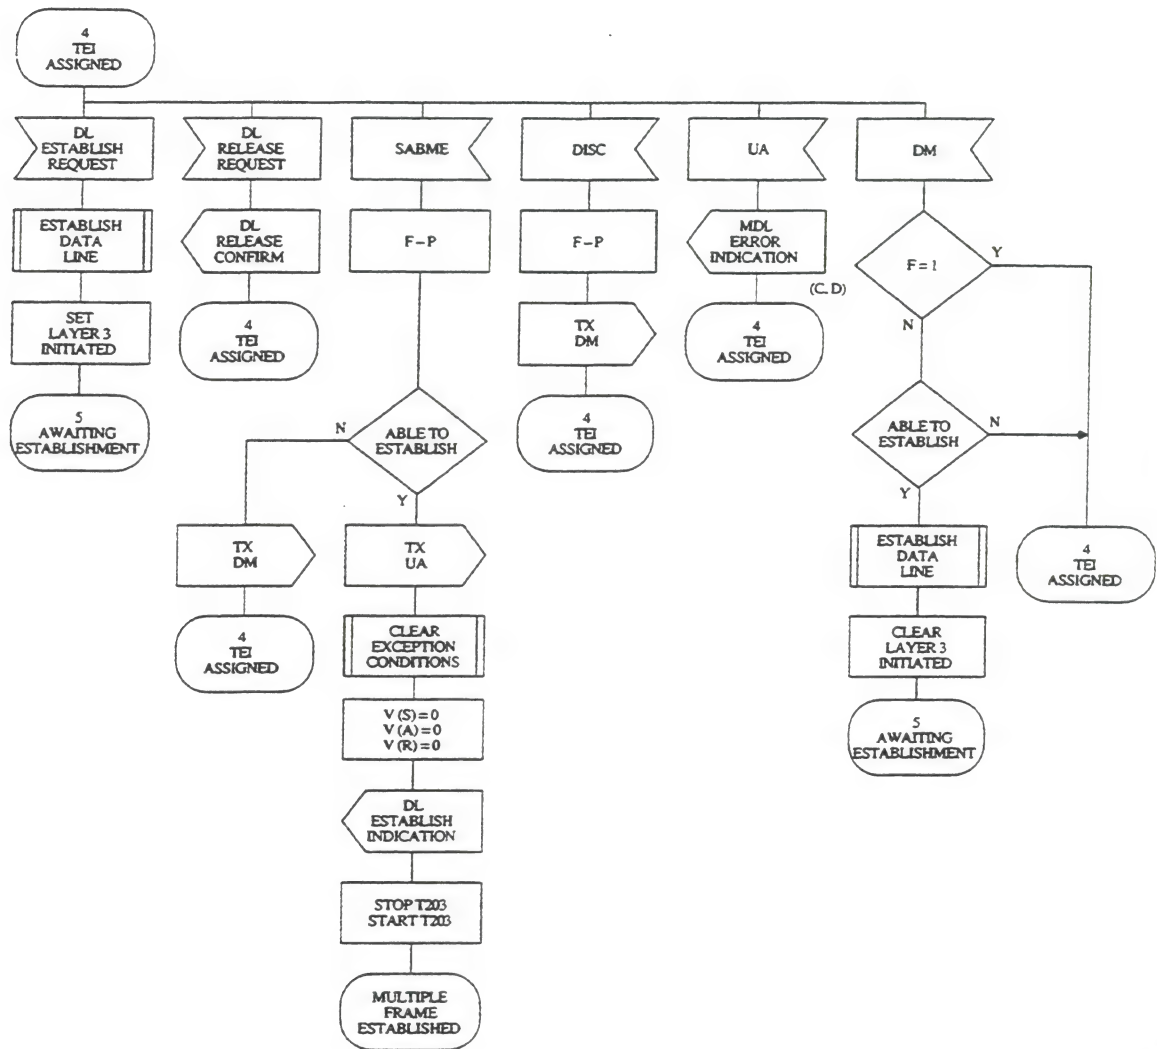 4
TEI
ASSIGNED
DL
ESTABLISH
REQUEST
DL
RELEASE
REQUEST
SABME
DISC
UA
DM
ESTABLISH
DATA
LINE
DL
RELEASE
CONFIRM
F – P
F – P
MDL
ERROR
INDICATION
(C, D)
F = 1
Y
N
SET
LAYER 3
INITIATED
4
TEI
ASSIGNED
TX
DM
4
TEI
ASSIGNED
5
AWAITING
ESTABLISHMENT
N
ABLE TO
ESTABLISH
Y
4
TEI
ASSIGNED
ABLE TO
ESTABLISH
N
Y
TX
DM
TX
UA
ESTABLISH
DATA
LINE
4
TEI
ASSIGNED
4
TEI
ASSIGNED
CLEAR
EXCEPTION
CONDITIONS
CLEAR
LAYER 3
INITIATED
V (S) = 0
V (A) = 0
V (R) = 0
5
AWAITING
ESTABLISHMENT
DL
ESTABLISH
INDICATION
STOP T203
START T203
MULTIPLE
FRAME
ESTABLISHED